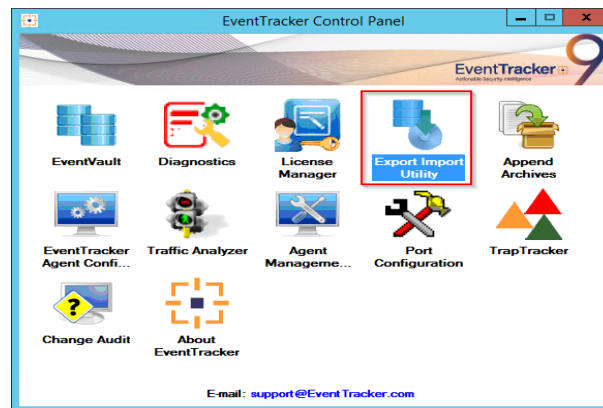 EventTracker Control Panel
EventTracker
Actionable Security Intelligence
9
EventVault
Diagnostics
License Manager
Export Import Utility
Append Archives
EventTracker Agent Confi...
Traffic Analyzer
Agent Manageme...
Port Configuration
TrapTracker
Change Audit
About EventTracker
E-mail: support@EventTracker.com